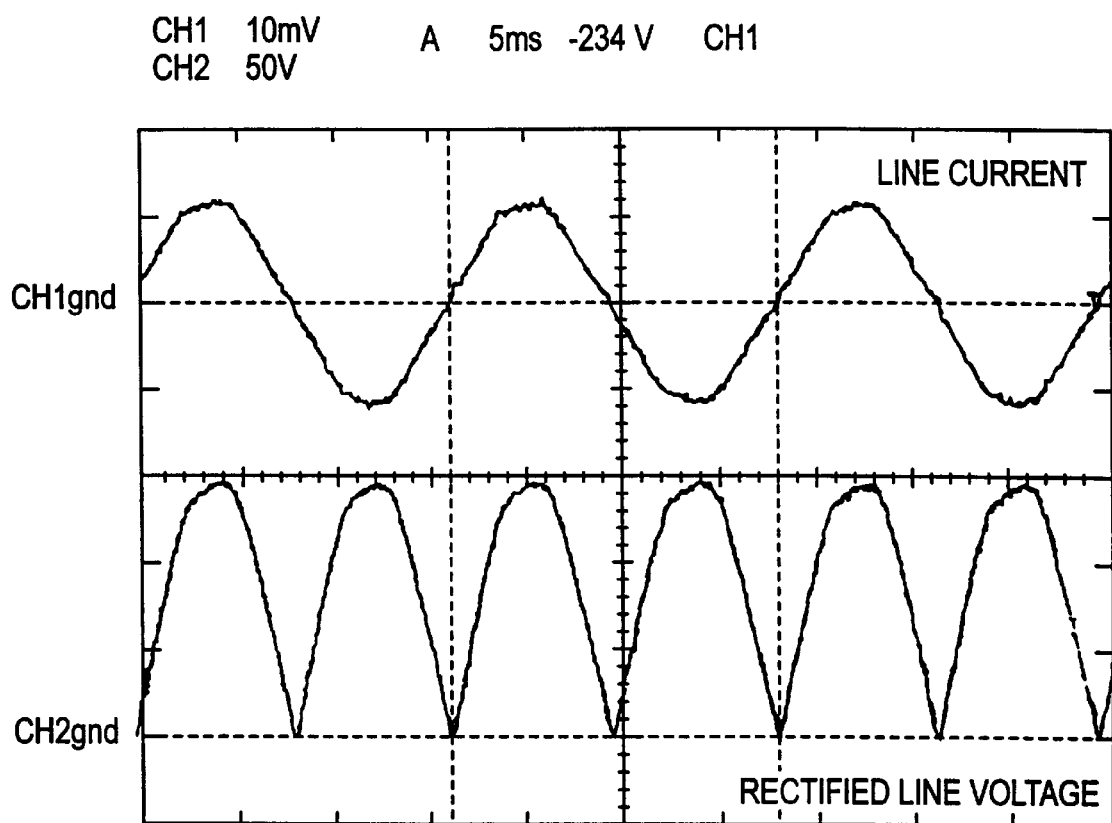 CH1 10mV A 5ms -234 V CH1
CH2 50V
LINE CURRENT
CH1gnd
CH2gnd
RECTIFIED LINE VOLTAGE